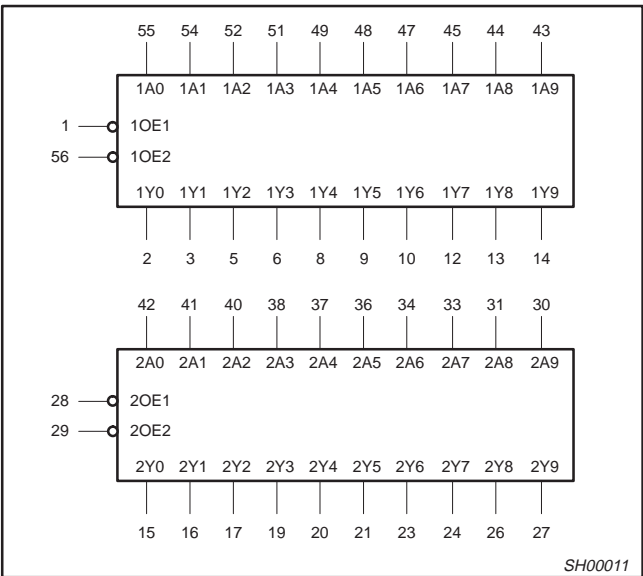 55 54 52 51 49 48 47 45 44 43
1A0 1A1 1A2 1A3 1A4 1A5 1A6 1A7 1A8 1A9
1 1OE1
56 1OE2
1Y0 1Y1 1Y2 1Y3 1Y4 1Y5 1Y6 1Y7 1Y8 1Y9
2 3 5 6 8 9 10 12 13 14
42 41 40 38 37 36 34 33 31 30
2A0 2A1 2A2 2A3 2A4 2A5 2A6 2A7 2A8 2A9
28 2OE1
29 2OE2
2Y0 2Y1 2Y2 2Y3 2Y4 2Y5 2Y6 2Y7 2Y8 2Y9
15 16 17 19 20 21 23 24 26 27
SH00011